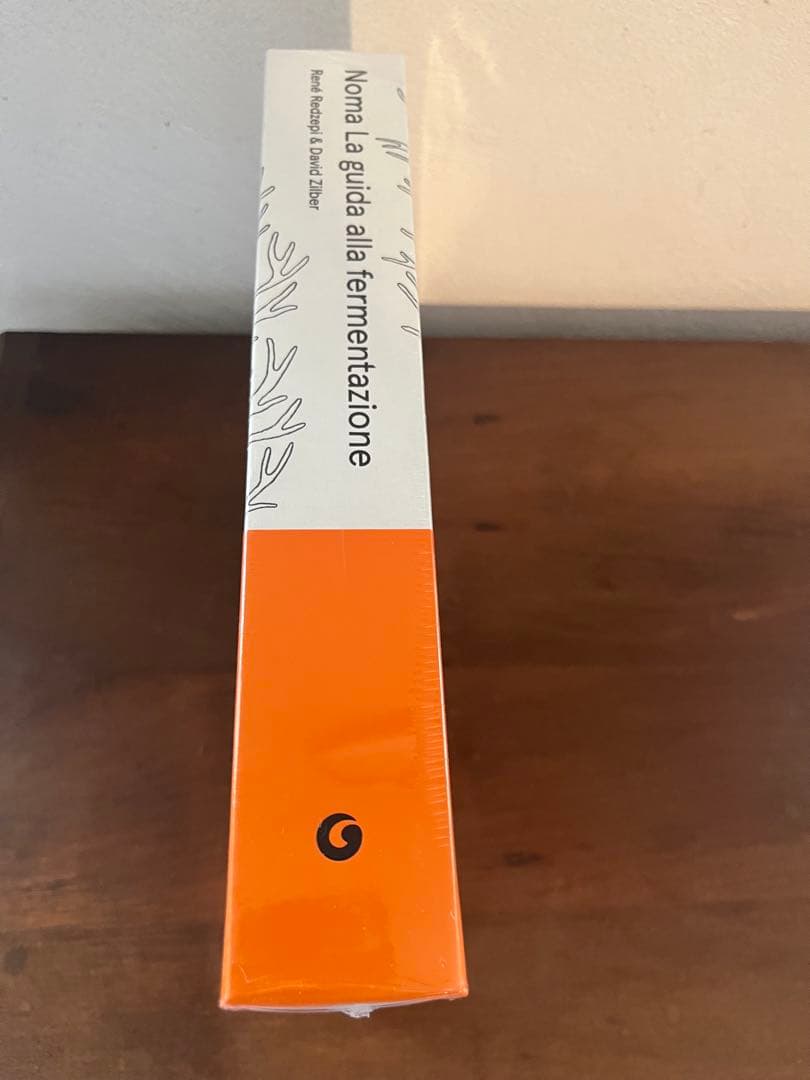 Noma La guida alla fermentazione
René Redzepi & David Zilber